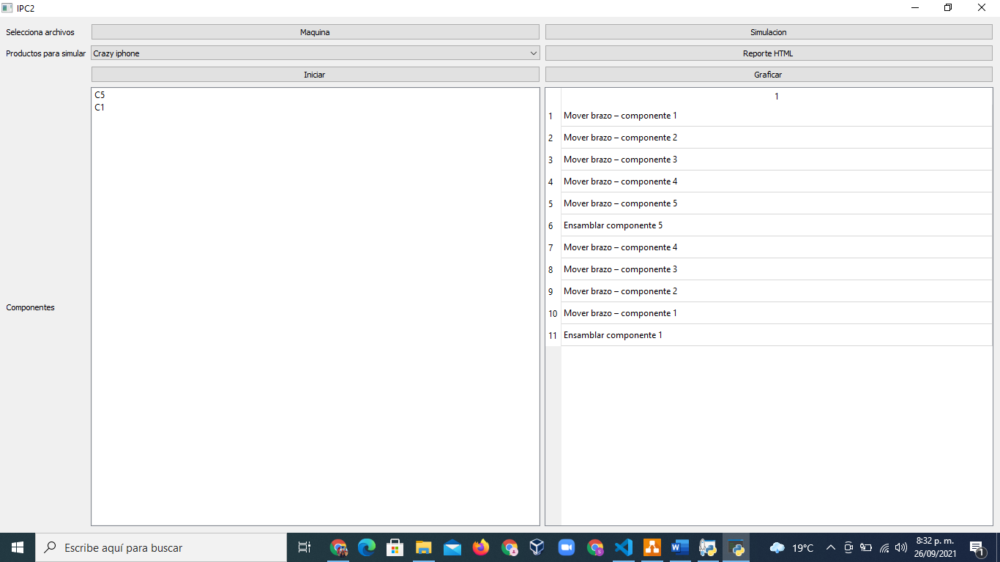 IPC2
Selecciona archivos Maquina Simulacion
Productos para simular Crazy iphone Reporte HTML
Iniciar Graficar
C5
C1
Componentes
1
1 Mover brazo – componente 1
2 Mover brazo – componente 2
3 Mover brazo – componente 3
4 Mover brazo – componente 4
5 Mover brazo – componente 5
6 Ensamblar componente 5
7 Mover brazo – componente 4
8 Mover brazo – componente 3
9 Mover brazo – componente 2
10 Mover brazo – componente 1
11 Ensamblar componente 1
Escribe aquí para buscar
19°C
8:32 p. m.
26/09/2021
1